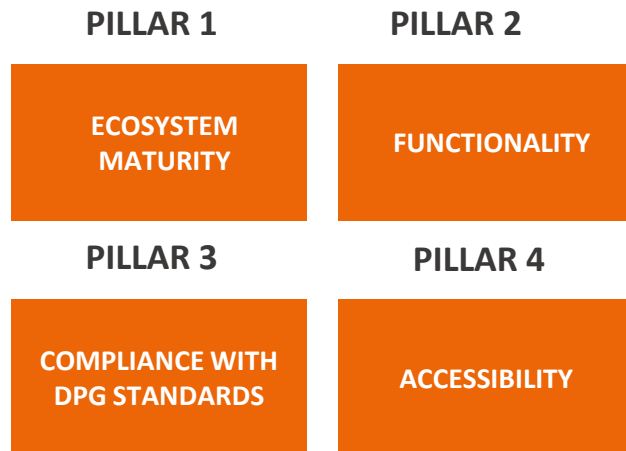 PILLAR 1
PILLAR 2
ECOSYSTEM
MATURITY
FUNCTIONALITY
PILLAR 3
PILLAR 4
COMPLIANCE WITH
DPG STANDARDS
ACCESSIBILITY